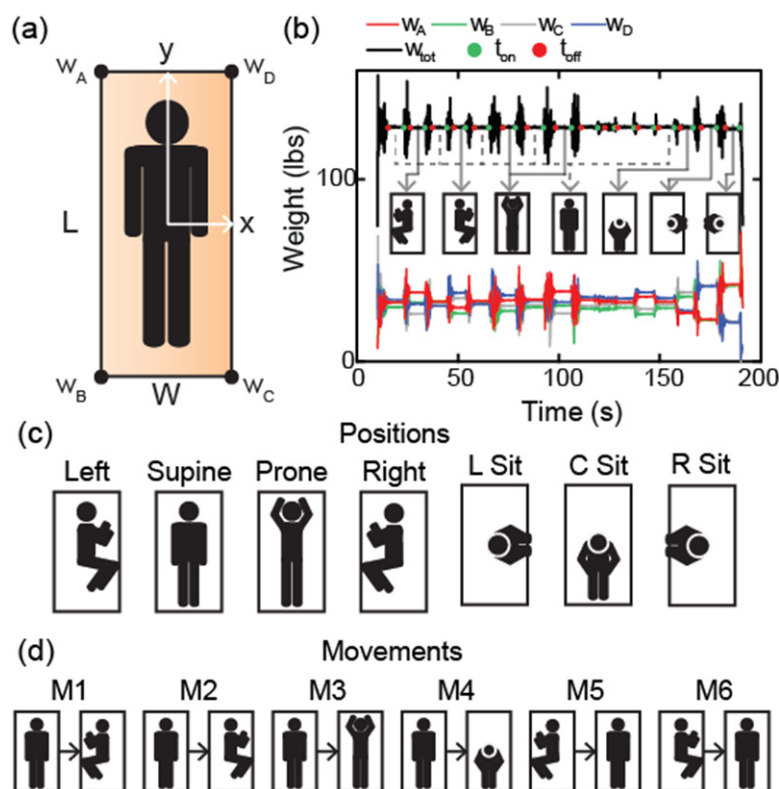 (a)
y
W_A
W_D
L
x
W_B
W
W_C
(b)
W_A W_B W_C W_D
W_tot t_on t_off
Weight (lbs)
100
0
0 50 100 150 200
Time (s)
(c)
Positions
Left Supine Prone Right L Sit C Sit R Sit
(d)
Movements
M1 M2 M3 M4 M5 M6